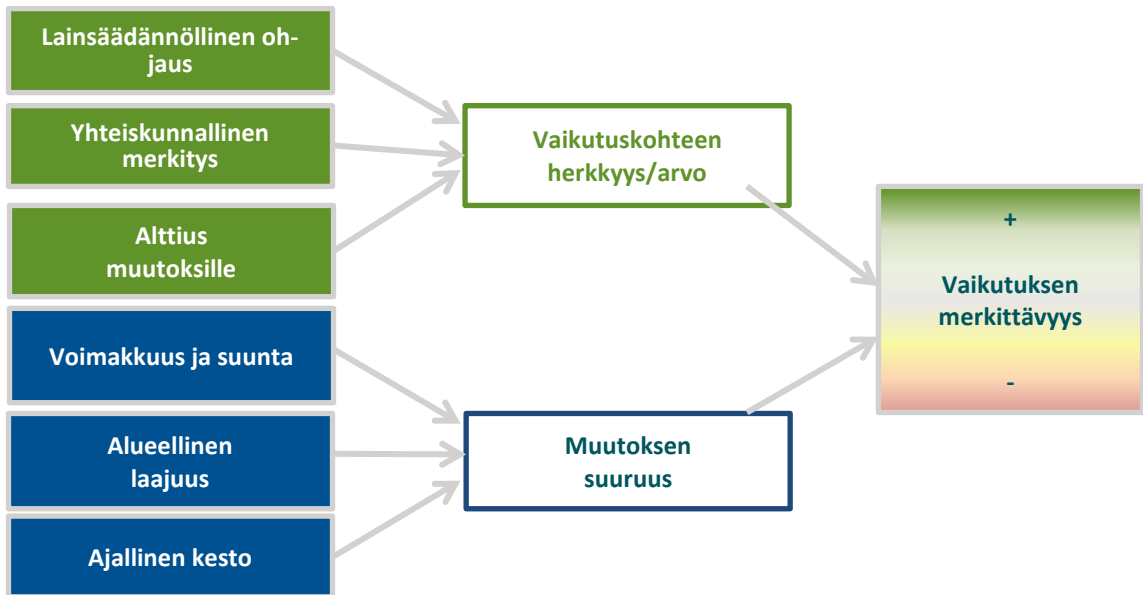 Lainsäädännöllinen oh-
jaus
Yhteiskunnallinen
merkitys
Alttius
muutoksille
Voimakkuus ja suunta
Alueellinen
laajuus
Ajallinen kesto
Vaikutuskohteen
herkkyys/arvo
Muutoksen
suuruus
+
Vaikutuksen
merkittävyys
-